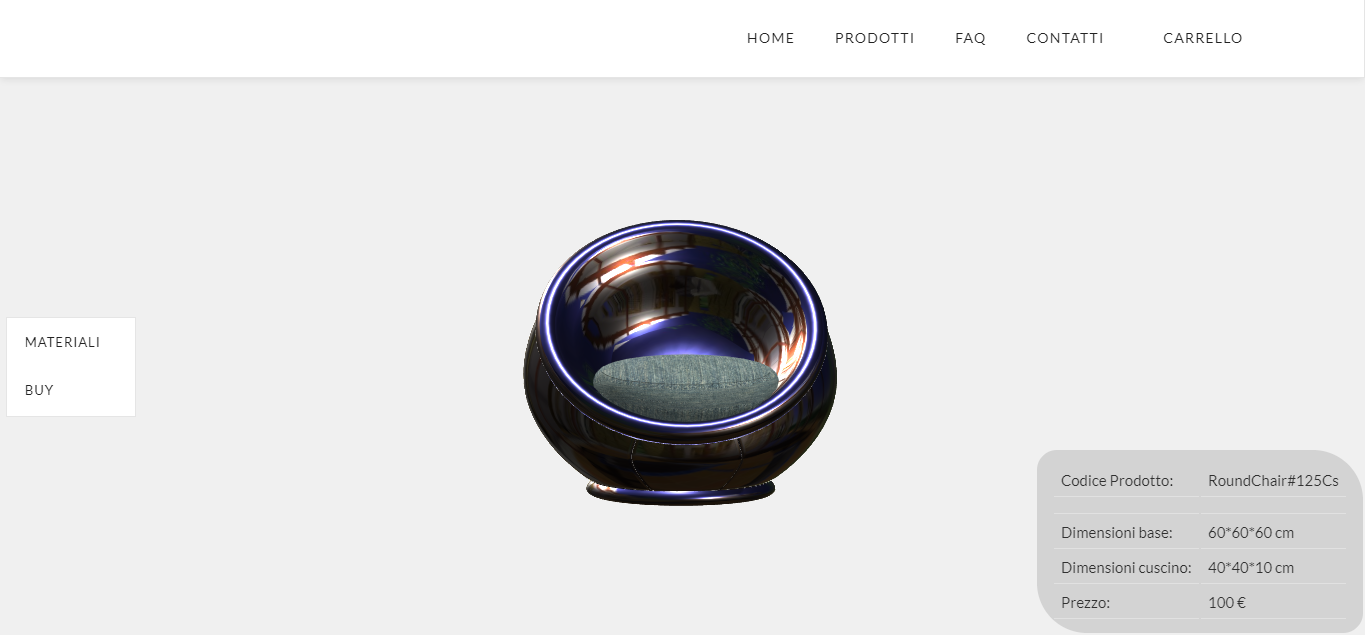 HOME PRODOTTI FAQ CONTATTI CARRELLO
MATERIALI
BUY
Codice Prodotto: RoundChair#125Cs
Dimensioni base: 60*60*60 cm
Dimensioni cuscino: 40*40*10 cm
Prezzo: 100 €